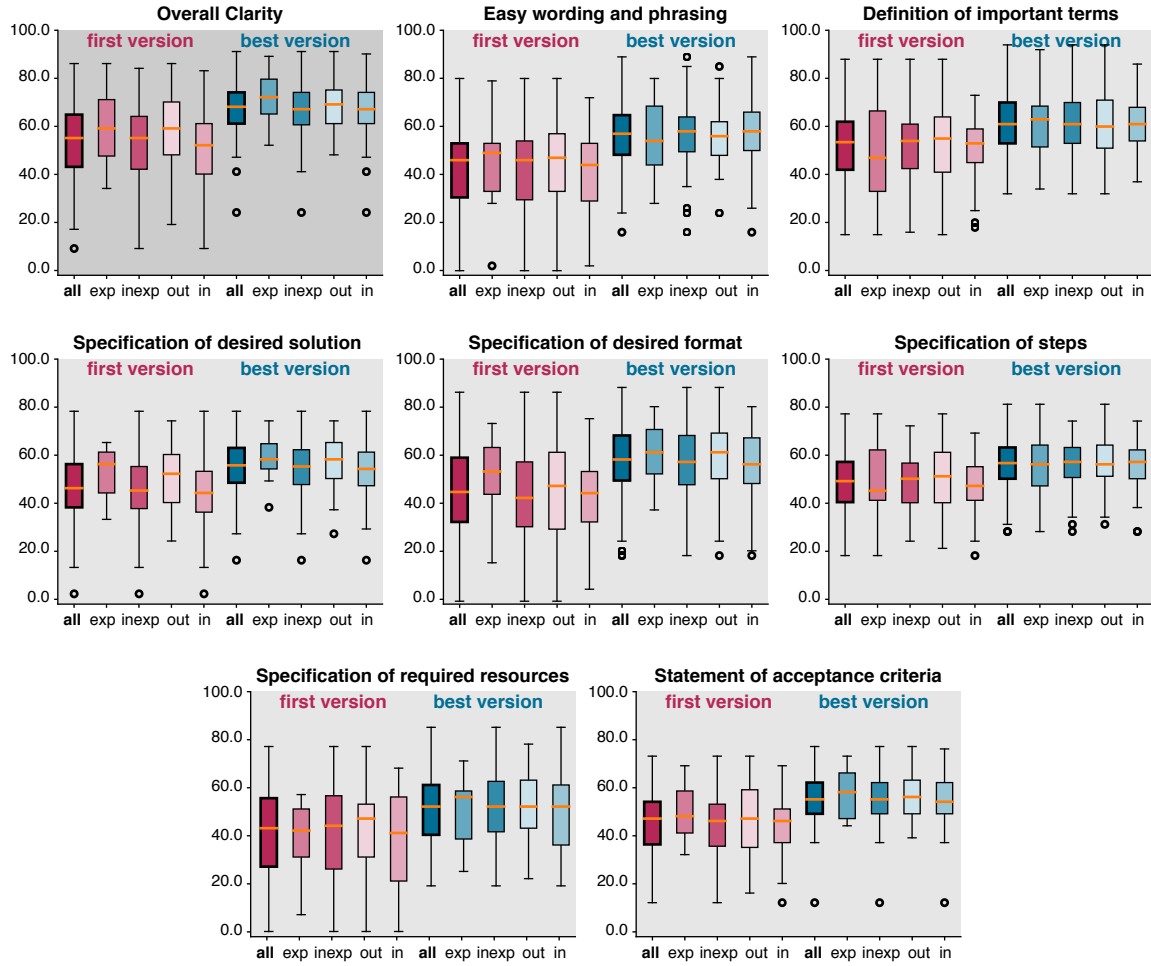 Overall Clarity
first version best version
100.0
80.0
60.0
40.0
20.0
0.0
all exp inexp out in all exp inexp out in
Easy wording and phrasing
first version best version
100.0
80.0
60.0
40.0
20.0
0.0
all exp inexp out in all exp inexp out in
Definition of important terms
first version best version
100.0
80.0
60.0
40.0
20.0
0.0
all exp inexp out in all exp inexp out in
Specification of desired solution
first version best version
100.0
80.0
60.0
40.0
20.0
0.0
all exp inexp out in all exp inexp out in
Specification of desired format
first version best version
100.0
80.0
60.0
40.0
20.0
0.0
all exp inexp out in all exp inexp out in
Specification of steps
first version best version
100.0
80.0
60.0
40.0
20.0
0.0
all exp inexp out in all exp inexp out in
Specification of required resources
first version best version
100.0
80.0
60.0
40.0
20.0
0.0
all exp inexp out in all exp inexp out in
Statement of acceptance criteria
first version best version
100.0
80.0
60.0
40.0
20.0
0.0
all exp inexp out in all exp inexp out in